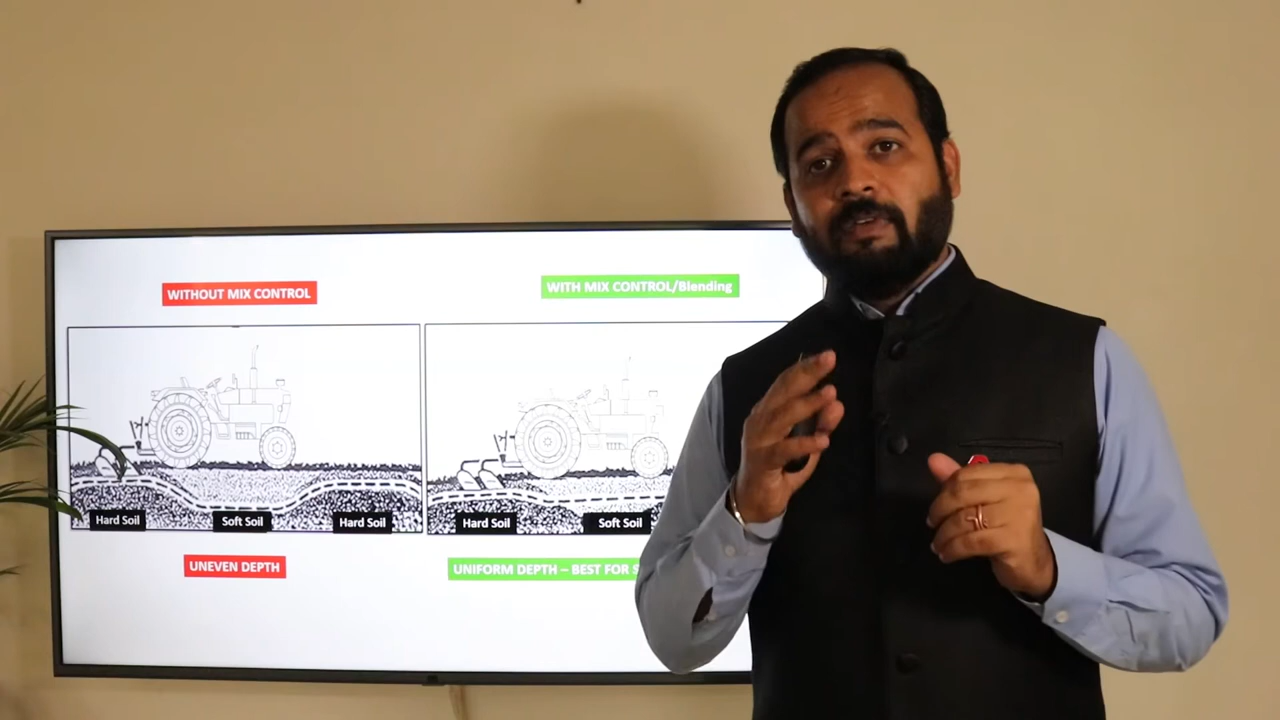 WITHOUT MIX CONTROL
WITH MIX CONTROL/Blending
Hard Soil
Soft Soil
Hard Soil
Hard Soil
Soft Soil
UNEVEN DEPTH
UNIFORM DEPTH – BEST FOR